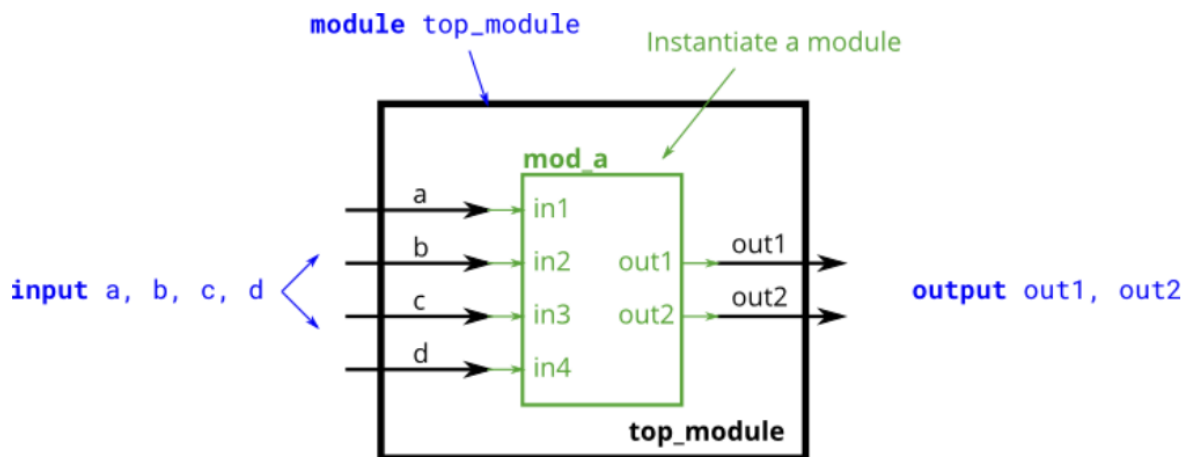 module top_module
Instantiate a module
mod_a
a
in1
b
in2
out1
out1
input a, b, c, d
c
in3
out2
out2
output out1, out2
d
in4
top_module